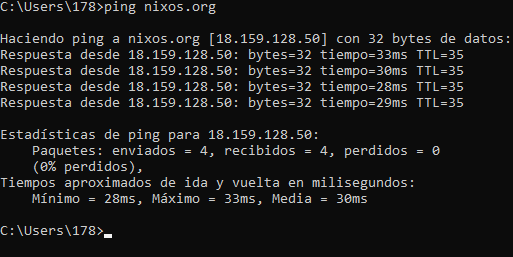 C:\Users\178>ping nixos.org
Haciendo ping a nixos.org [18.159.128.50] con 32 bytes de datos:
Respuesta desde 18.159.128.50: bytes=32 tiempo=33ms TTL=35
Respuesta desde 18.159.128.50: bytes=32 tiempo=30ms TTL=35
Respuesta desde 18.159.128.50: bytes=32 tiempo=28ms TTL=35
Respuesta desde 18.159.128.50: bytes=32 tiempo=29ms TTL=35
Estadísticas de ping para 18.159.128.50:
    Paquetes: enviados = 4, recibidos = 4, perdidos = 0
    (0% perdidos),
Tiempos aproximados de ida y vuelta en milisegundos:
    Mínimo = 28ms, Máximo = 33ms, Media = 30ms
C:\Users\178>